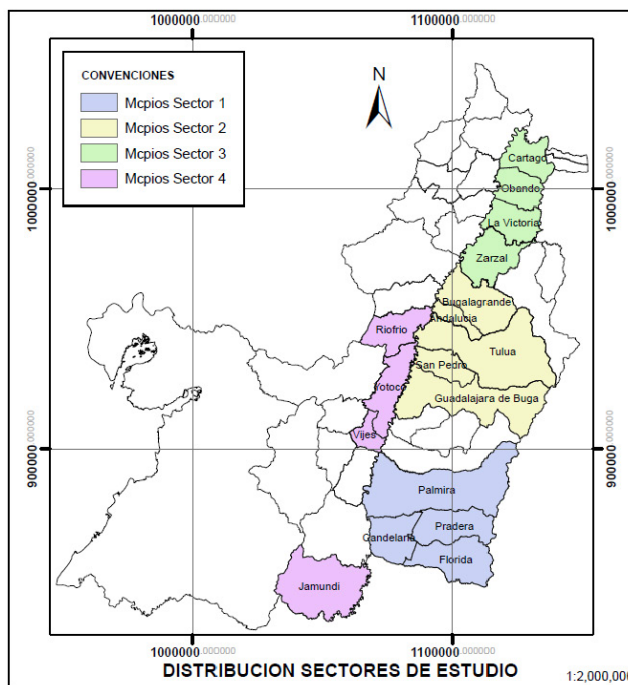 1000000.000000 1100000.000000
CONVENCIONES
Mcpios Sector 1
Mcpios Sector 2
Mcpios Sector 3
Mcpios Sector 4
N
Cartago
1000000.000000 1000000.000000
Obando
La Victoria
Zarzal
Bugalagrande
Andalucia
Riofrio
Tulua
San Pedro
Yotoco
Guadalajara de Buga
Vijes
900000.000000 900000.000000
Palmira
Pradera
Candelaria
Florida
Jamundi
1000000.000000 1100000.000000
DISTRIBUCION SECTORES DE ESTUDIO
1:2,000,000